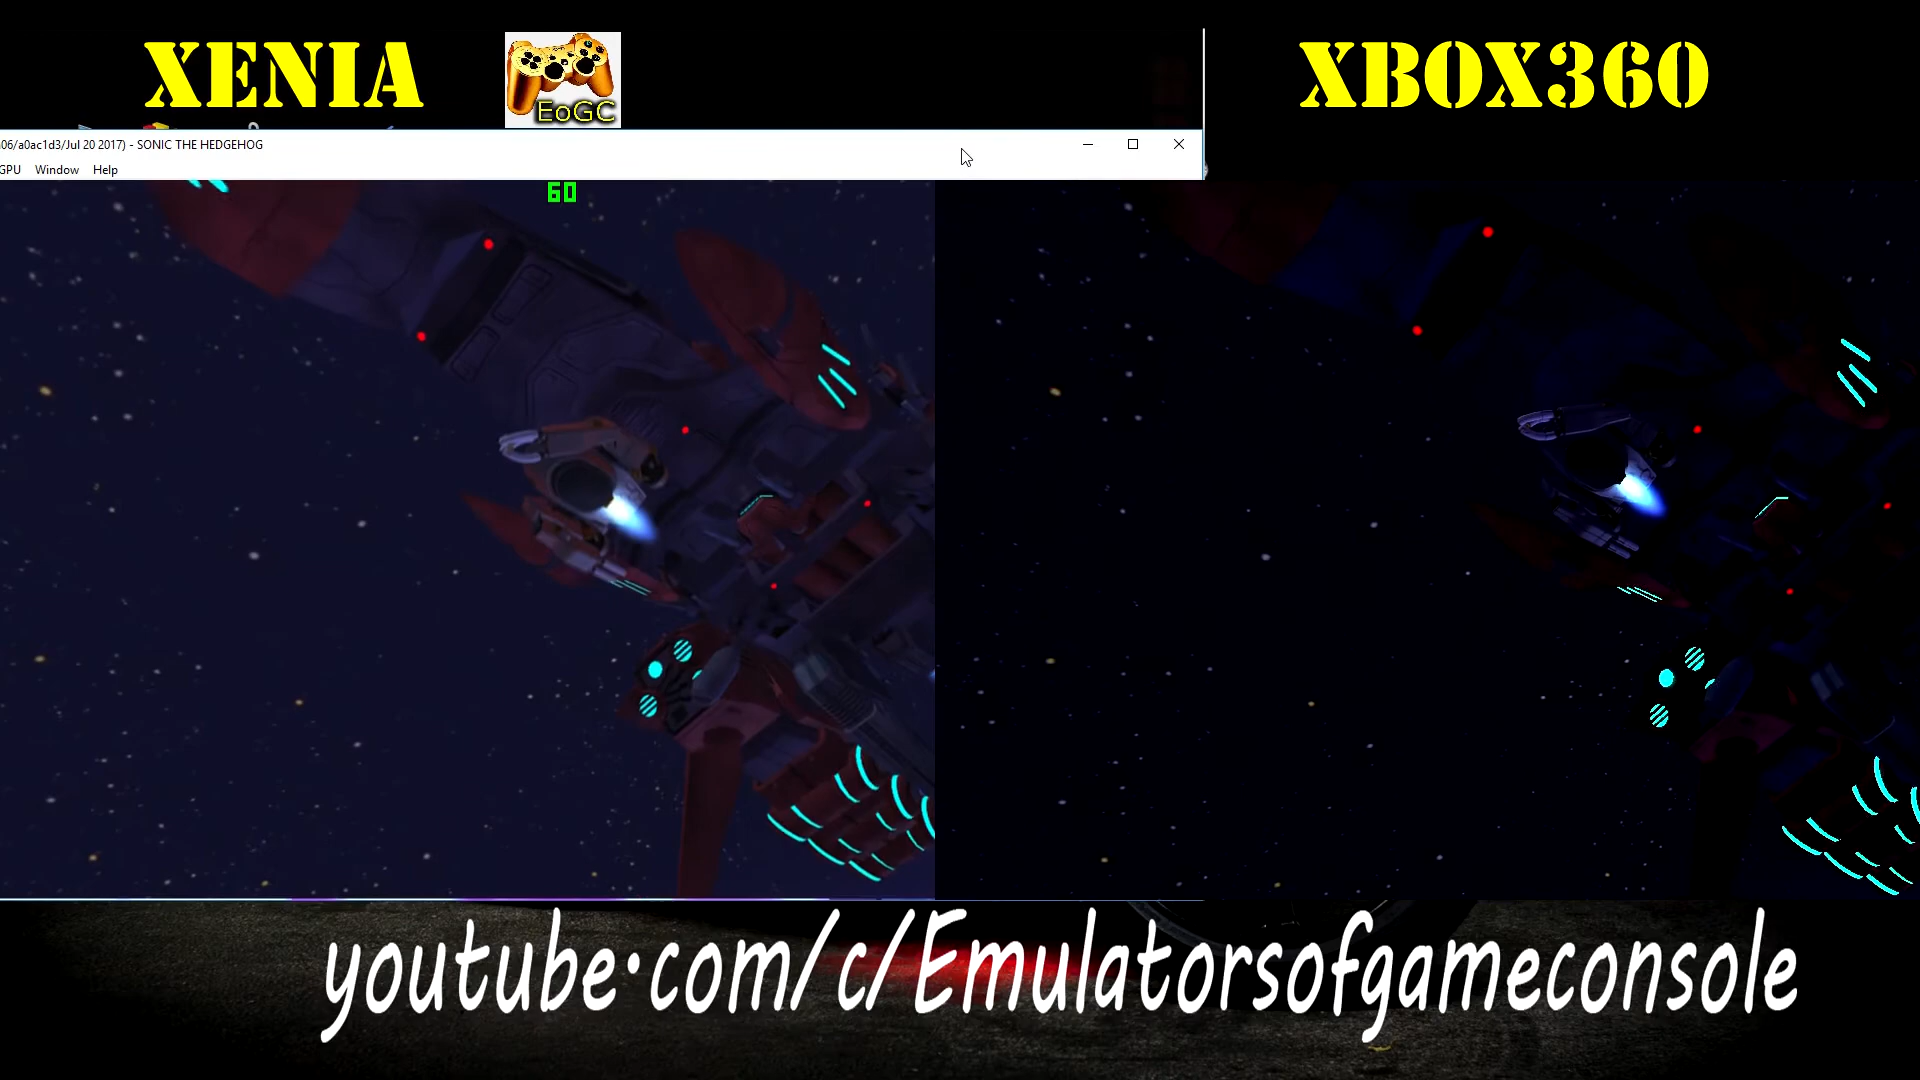 XENIA
EoGC
XBOX360
06/a0ac1d3/Jul 20 2017) - SONIC THE HEDGEHOG
GPU Window Help
60
youtube.com/c/Emulatorsofgameconsole